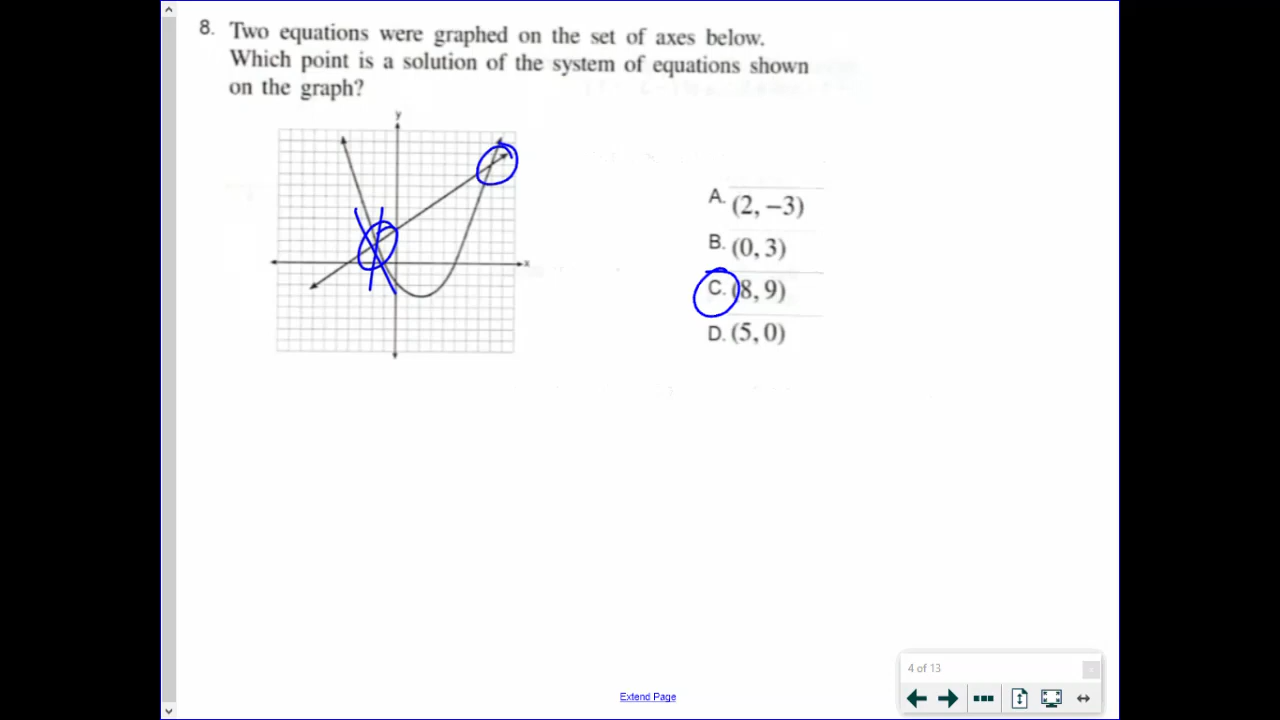 8. Two equations were graphed on the set of axes below.
Which point is a solution of the system of equations shown
on the graph?
y
x
A. (2, −3)
B. (0, 3)
C. (8, 9)
D. (5, 0)
4 of 13
Extend Page